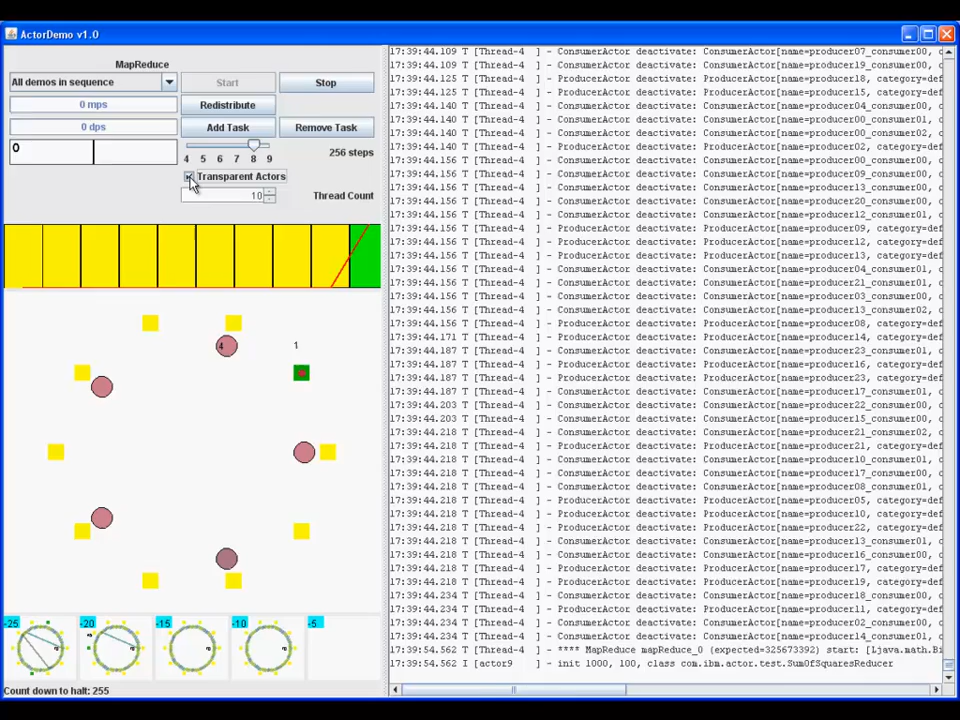 ActorDemo v1.0
MapReduce
All demos in sequence
Start
Stop
0 mps
Redistribute
0 dps
Add Task
Remove Task
0
4 5 6 7 8 9
256 steps
Transparent Actors
10
Thread Count
4
1
-25
-20
-15
-10
-5
Count down to halt: 255
17:39:44.109 T [Thread-4 ] - ConsumerActor deactivate: ConsumerActor[name=producer07_consumer00, c
17:39:44.109 T [Thread-4 ] - ConsumerActor deactivate: ConsumerActor[name=producer19_consumer00, c
17:39:44.125 T [Thread-4 ] - ProducerActor deactivate: ProducerActor[name=producer18, category=def
17:39:44.125 T [Thread-4 ] - ProducerActor deactivate: ProducerActor[name=producer15, category=def
17:39:44.140 T [Thread-4 ] - ConsumerActor deactivate: ConsumerActor[name=producer04_consumer00, c
17:39:44.140 T [Thread-4 ] - ConsumerActor deactivate: ConsumerActor[name=producer00_consumer01, c
17:39:44.140 T [Thread-4 ] - ConsumerActor deactivate: ConsumerActor[name=producer00_consumer00, c
17:39:44.140 T [Thread-4 ] - ProducerActor deactivate: ProducerActor[name=producer02, category=def
17:39:44.156 T [Thread-4 ] - ConsumerActor deactivate: ConsumerActor[name=producer09_consumer00, c
17:39:44.156 T [Thread-4 ] - ConsumerActor deactivate: ConsumerActor[name=producer13_consumer00, c
17:39:44.156 T [Thread-4 ] - ConsumerActor deactivate: ConsumerActor[name=producer20_consumer00, c
17:39:44.156 T [Thread-4 ] - ConsumerActor deactivate: ConsumerActor[name=producer12_consumer00, c
17:39:44.156 T [Thread-4 ] - ProducerActor deactivate: ProducerActor[name=producer09, category=def
17:39:44.156 T [Thread-4 ] - ProducerActor deactivate: ProducerActor[name=producer12, category=def
17:39:44.156 T [Thread-4 ] - ProducerActor deactivate: ProducerActor[name=producer13, category=def
17:39:44.156 T [Thread-4 ] - ConsumerActor deactivate: ConsumerActor[name=producer04_consumer01, c
17:39:44.156 T [Thread-4 ] - ConsumerActor deactivate: ConsumerActor[name=producer21_consumer00, c
17:39:44.156 T [Thread-4 ] - ConsumerActor deactivate: ConsumerActor[name=producer03_consumer00, c
17:39:44.156 T [Thread-4 ] - ConsumerActor deactivate: ConsumerActor[name=producer13_consumer02, c
17:39:44.156 T [Thread-4 ] - ProducerActor deactivate: ProducerActor[name=producer08, category=def
17:39:44.171 T [Thread-4 ] - ProducerActor deactivate: ProducerActor[name=producer14, category=def
17:39:44.187 T [Thread-4 ] - ConsumerActor deactivate: ConsumerActor[name=producer23_consumer01, c
17:39:44.187 T [Thread-4 ] - ProducerActor deactivate: ProducerActor[name=producer16, category=def
17:39:44.187 T [Thread-4 ] - ProducerActor deactivate: ProducerActor[name=producer23, category=def
17:39:44.187 T [Thread-4 ] - ConsumerActor deactivate: ConsumerActor[name=producer17_consumer01, c
17:39:44.203 T [Thread-4 ] - ConsumerActor deactivate: ConsumerActor[name=producer22_consumer00, c
17:39:44.203 T [Thread-4 ] - ConsumerActor deactivate: ConsumerActor[name=producer15_consumer00, c
17:39:44.218 T [Thread-4 ] - ConsumerActor deactivate: ConsumerActor[name=producer21_consumer02, c
17:39:44.218 T [Thread-4 ] - ProducerActor deactivate: ProducerActor[name=producer21, category=def
17:39:44.218 T [Thread-4 ] - ConsumerActor deactivate: ConsumerActor[name=producer10_consumer01, c
17:39:44.218 T [Thread-4 ] - ConsumerActor deactivate: ConsumerActor[name=producer17_consumer00, c
17:39:44.218 T [Thread-4 ] - ConsumerActor deactivate: ConsumerActor[name=producer08_consumer01, c
17:39:44.218 T [Thread-4 ] - ProducerActor deactivate: ProducerActor[name=producer05, category=def
17:39:44.218 T [Thread-4 ] - ProducerActor deactivate: ProducerActor[name=producer10, category=def
17:39:44.218 T [Thread-4 ] - ProducerActor deactivate: ProducerActor[name=producer22, category=def
17:39:44.218 T [Thread-4 ] - ConsumerActor deactivate: ConsumerActor[name=producer13_consumer01, c
17:39:44.218 T [Thread-4 ] - ConsumerActor deactivate: ConsumerActor[name=producer16_consumer00, c
17:39:44.218 T [Thread-4 ] - ProducerActor deactivate: ProducerActor[name=producer17, category=def
17:39:44.218 T [Thread-4 ] - ProducerActor deactivate: ProducerActor[name=producer19, category=def
17:39:44.234 T [Thread-4 ] - ConsumerActor deactivate: ConsumerActor[name=producer18_consumer00, c
17:39:44.234 T [Thread-4 ] - ProducerActor deactivate: ProducerActor[name=producer11, category=def
17:39:44.234 T [Thread-4 ] - ConsumerActor deactivate: ConsumerActor[name=producer02_consumer00, c
17:39:44.234 T [Thread-4 ] - ConsumerActor deactivate: ConsumerActor[name=producer14_consumer01, c
17:39:54.562 T [Thread-4 ] - **** MapReduce mapReduce_0 (expected=325673392) start: [Ljava.math.Bi
17:39:54.562 I [actor9 ] - init 1000, 100, class com.ibm.actor.test.SumOfSquaresReducer